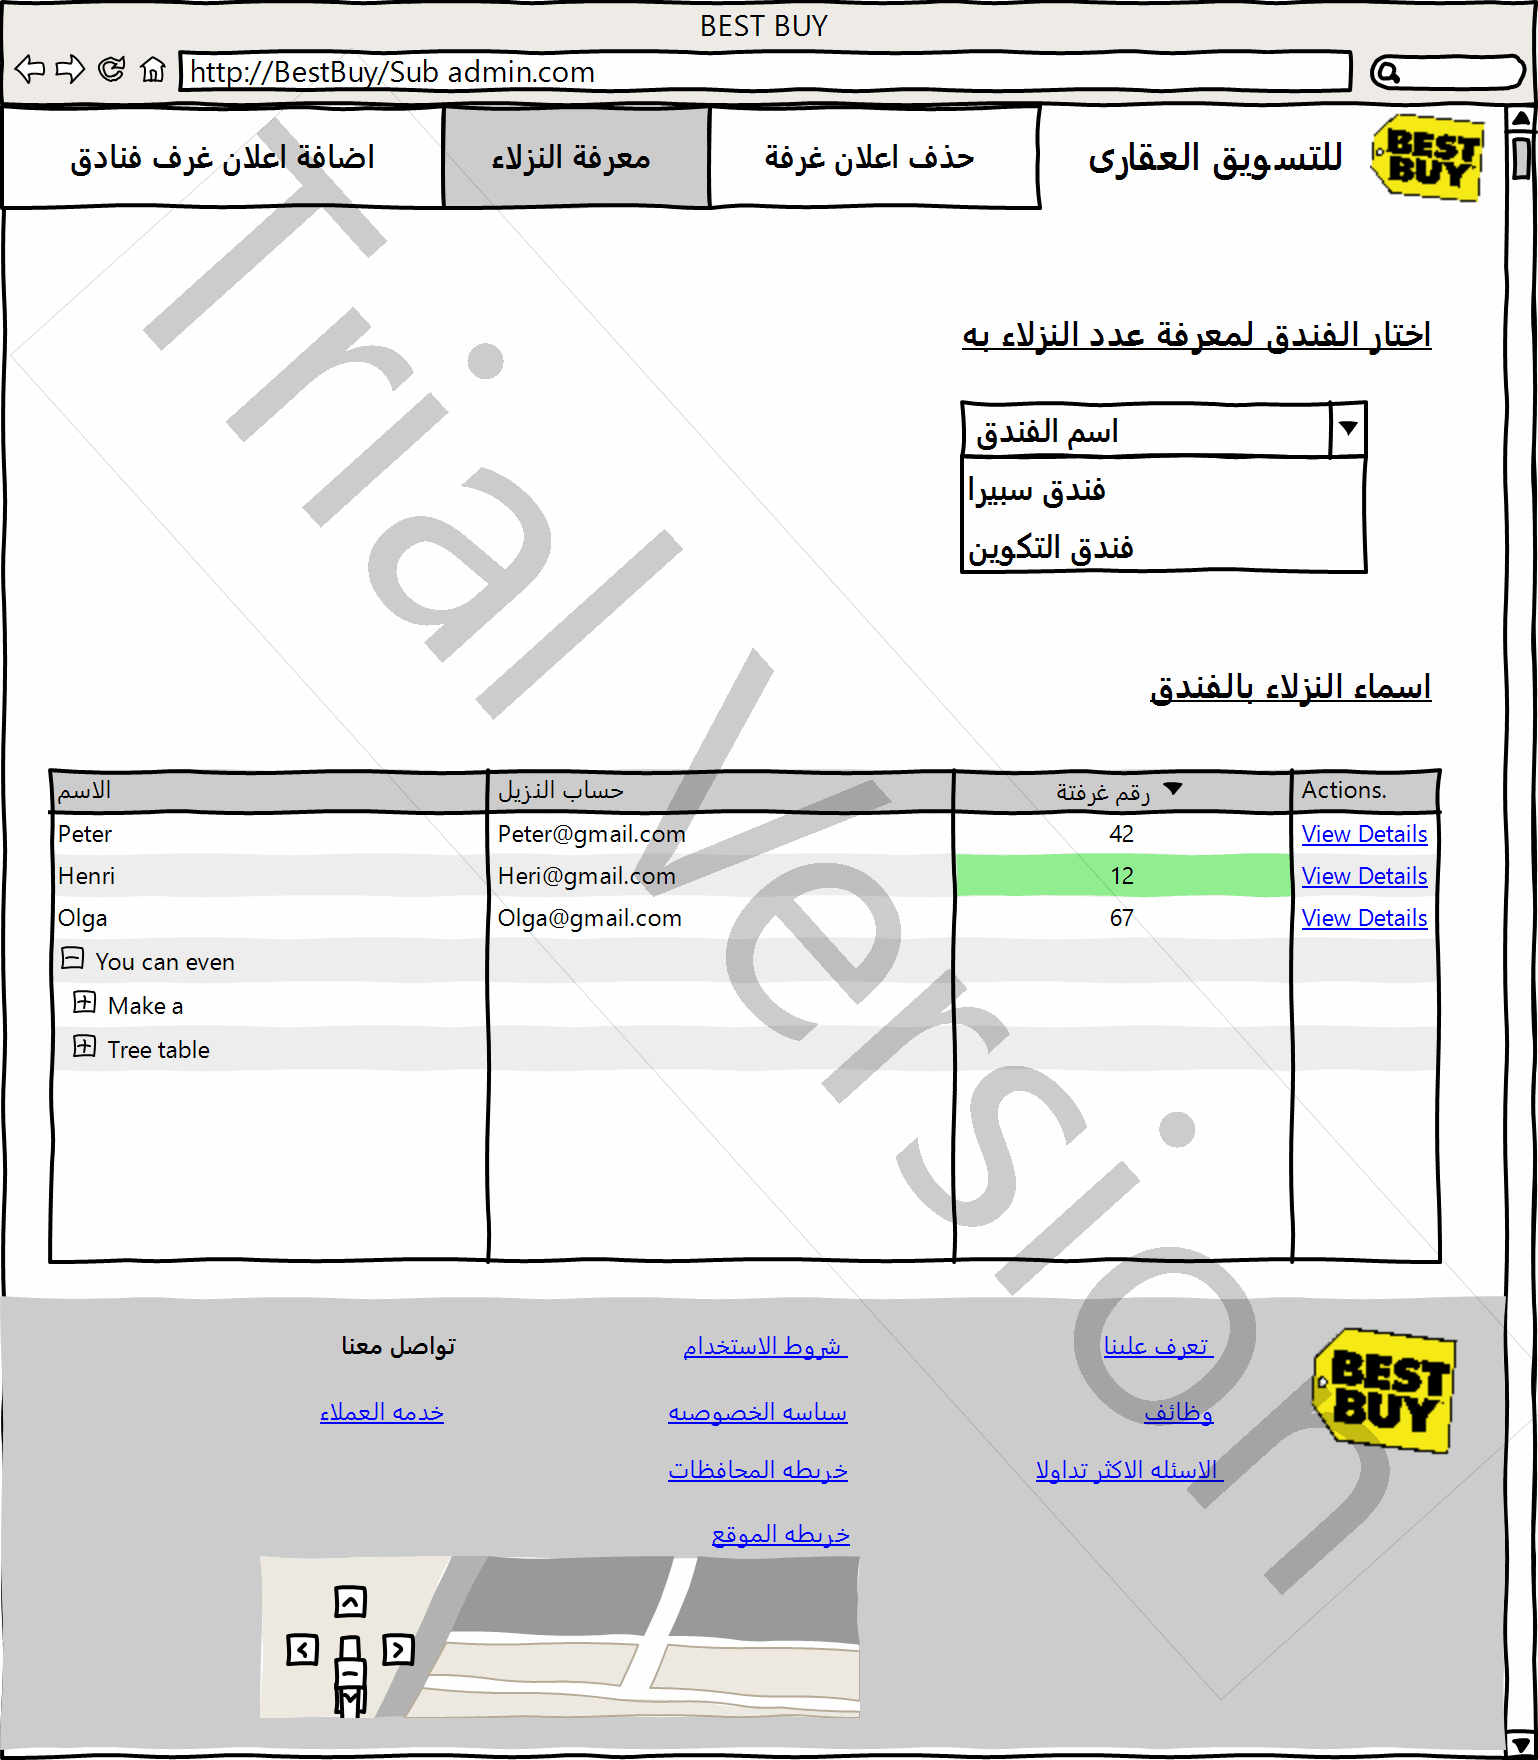 BEST BUY
http://BestBuy/Sub admin.com
BEST BUY
للتسويق العقارى
حذف اعلان غرفة
معرفة النزلاء
اضافة اعلان غرف فنادق
اختار الفندق لمعرفة عدد النزلاء به
اسم الفندق
فندق سبيرا
فندق التكوين
اسماء النزلاء بالفندق
الاسم حساب النزيل رقم غرفتة Actions.
Peter Peter@gmail.com 42 View Details
Henri Heri@gmail.com 12 View Details
Olga Olga@gmail.com 67 View Details
You can even
Make a
Tree table
BEST BUY
تعرف علينا شروط الاستخدام تواصل معنا
وظائف سياسه الخصوصيه خدمه العملاء
الاسئله الاكثر تداولا خريطه المحافظات
خريطه الموقع
Trial Version